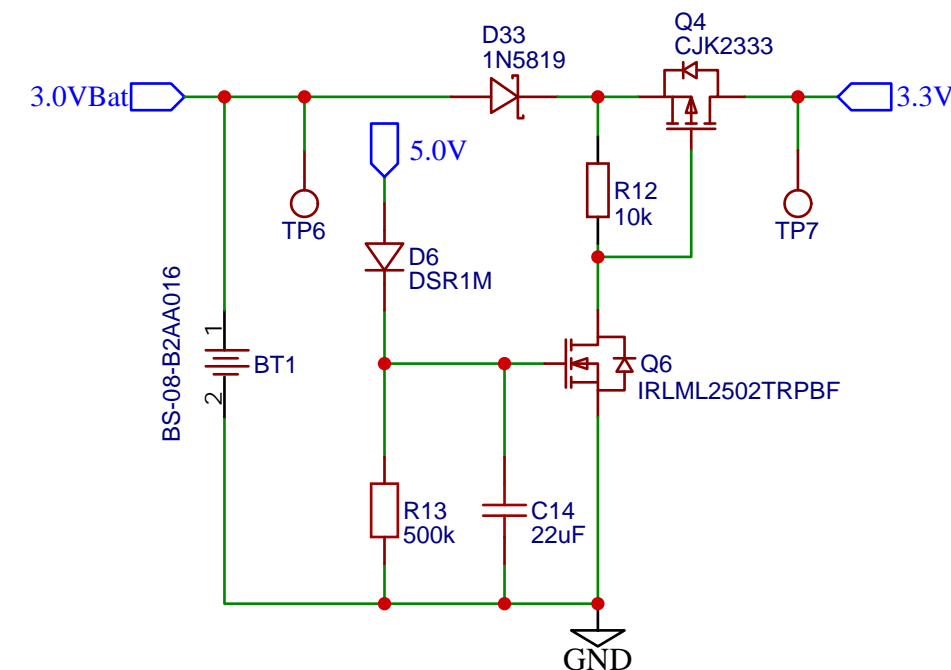 Q4
CJK2333
D33
1N5819
3.0VBat
3.3V
5.0V
TP6
R12
10k
TP7
D6
DSR1M
BS-08-B2AA016
1
BT1
2
Q6
IRLML2502TRPBF
R13
500k
C14
22uF
GND